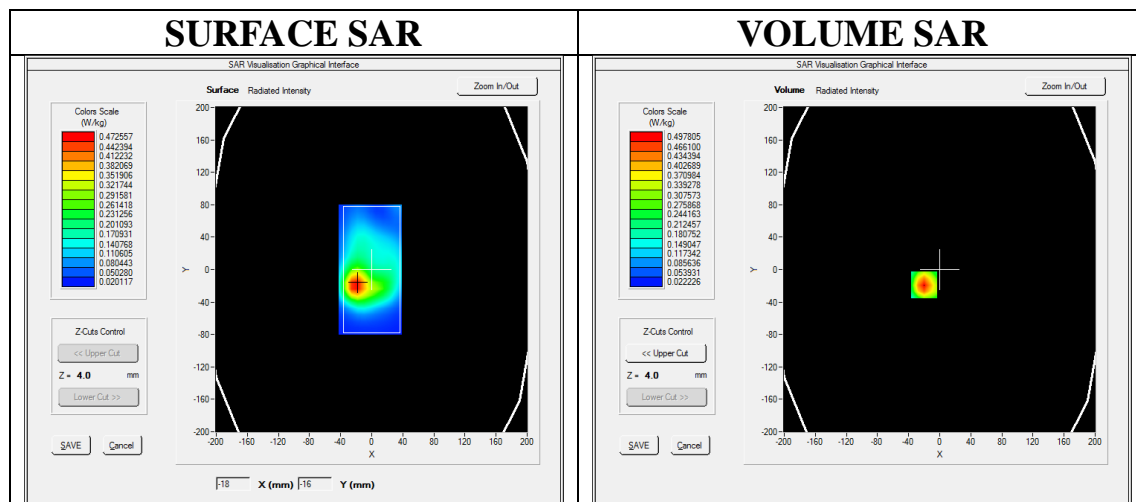 SURFACE SAR
SAR Visualisation Graphical Interface
Surface Radiated Intensity
Zoom In/Out
Colors Scale
(W/kg)
0.472557
0.442394
0.412232
0.382069
0.351906
0.321744
0.291581
0.261418
0.231256
0.201093
0.170931
0.140768
0.110605
0.080443
0.050280
0.020117
Z-Cuts Control
<< Upper Cut
Z = 4.0 mm
Lower Cut >>
SAVE Cancel
200
160
120
80
40
0
-40
-80
-120
-160
-200
Y
-200 -160 -120 -80 -40 0 40 80 120 160 200
X
-18 X (mm) -16 Y (mm)
VOLUME SAR
SAR Visualisation Graphical Interface
Volume Radiated Intensity
Zoom In/Out
Colors Scale
(W/kg)
0.497805
0.466100
0.434394
0.402689
0.370984
0.339278
0.307573
0.275868
0.244163
0.212457
0.180752
0.149047
0.117342
0.085636
0.053931
0.022226
Z-Cuts Control
<< Upper Cut
Z = 4.0 mm
Lower Cut >>
SAVE Cancel
200
160
120
80
40
0
-40
-80
-120
-160
-200
Y
-200 -160 -120 -80 -40 0 40 80 120 160 200
X